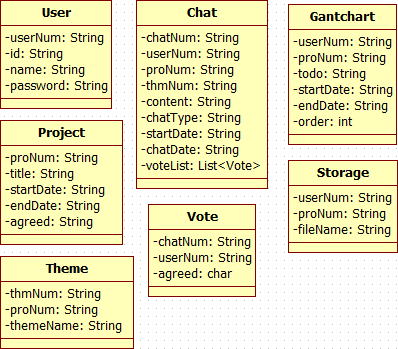 User
-userNum: String
-id: String
-name: String
-password: String
Chat
-chatNum: String
-userNum: String
-proNum: String
-thmNum: String
-content: String
-chatType: String
-startDate: String
-chatDate: String
-voteList: List<Vote>
Gantchart
-userNum: String
-proNum: String
-todo: String
-startDate: String
-endDate: String
-order: int
Project
-proNum: String
-title: String
-startDate: String
-endDate: String
-agreed: String
Storage
-userNum: String
-proNum: String
-fileName: String
Vote
-chatNum: String
-userNum: String
-agreed: char
Theme
-thmNum: String
-proNum: String
-themeName: String